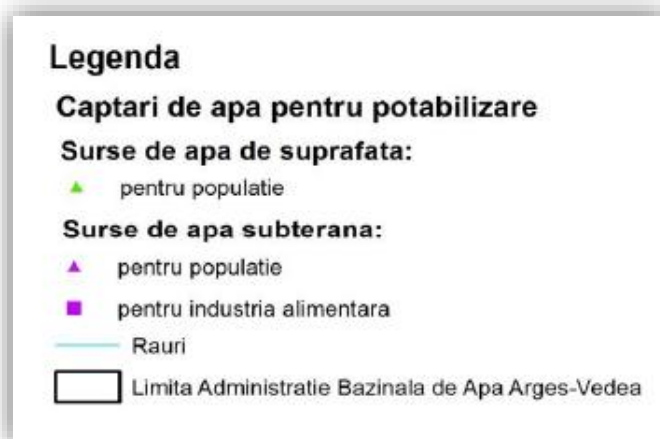 Legenda
Captari de apa pentru potabilizare
Surse de apa de suprafata:
pentru populatie
Surse de apa subterana:
pentru populatie
pentru industria alimentara
Rauri
Limita Administratie Bazinala de Apa Arges-Vedea